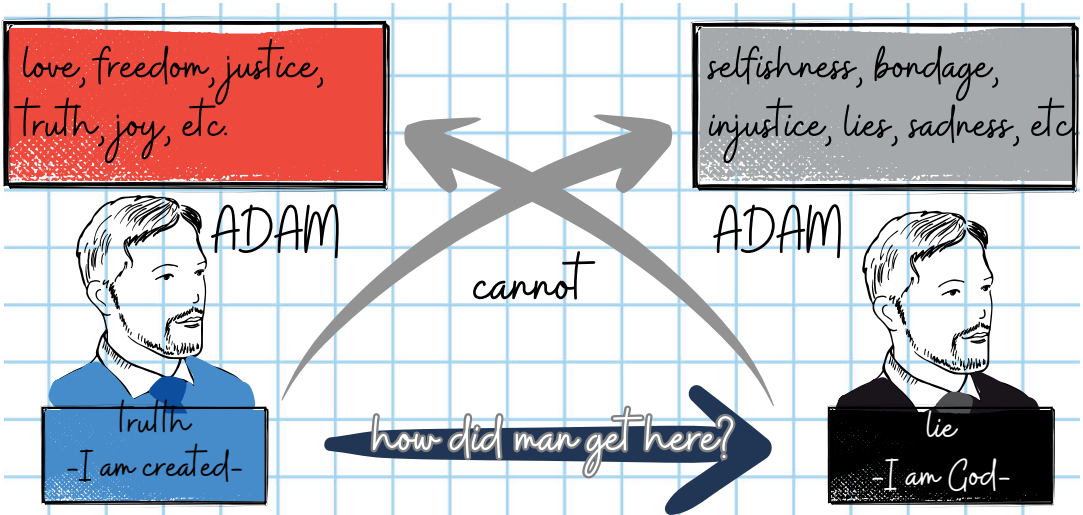 love, freedom, justice,
truth, joy, etc.
selfishness, bondage,
injustice, lies, sadness, etc.
ADAM
ADAM
cannot
truth
-I am created-
how did man get here?
lie
-I am God-